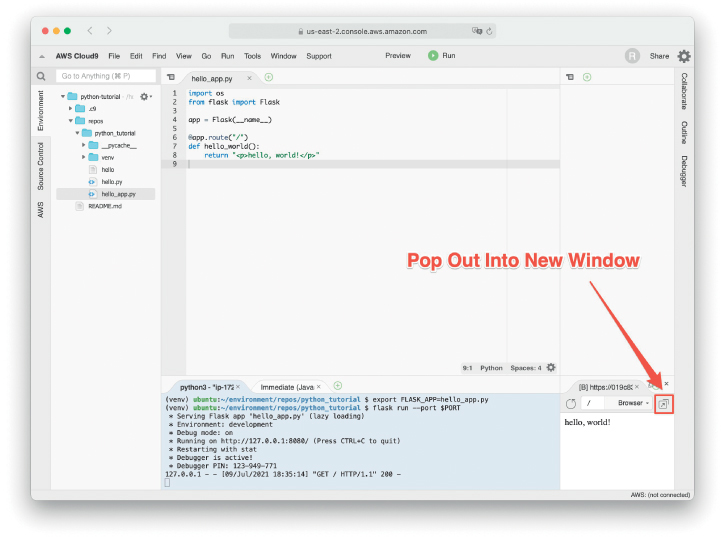 us-east-2.console.aws.amazon.com
AWS Cloud9 File Edit Find View Go Run Tools Window Support Preview Run R Share
Go to Anything (⌘ P)
Environment
Source Control
AWS
python-tutorial
.c9
repos
python_tutorial
__pycache__
venv
hello
hello.py
hello_app.py
README.md
hello_app.py
1 import os
2 from flask import Flask
3
4 app = Flask(__name__)
5
6 @app.route("/")
7 def hello_world():
8 return "<p>hello, world!</p>"
9
9:1 Python Spaces: 4
Collaborate
Outline
Debugger
Pop Out Into New Window
python3 - "ip-172 × Immediate (Java ×
(venv) ubuntu:~/environment/repos/python_tutorial $ export FLASK_APP=hello_app.py
(venv) ubuntu:~/environment/repos/python_tutorial $ flask run --port $PORT
* Serving Flask app 'hello_app.py' (lazy loading)
* Environment: development
* Debug mode: on
* Running on http://127.0.0.1:8080/ (Press CTRL+C to quit)
* Restarting with stat
* Debugger is active!
* Debugger PIN: 123-949-771
127.0.0.1 - - [09/Jul/2021 18:35:14] "GET / HTTP/1.1" 200 -
[B] https://019c82 ×
/ Browser
hello, world!
AWS: (not connected)